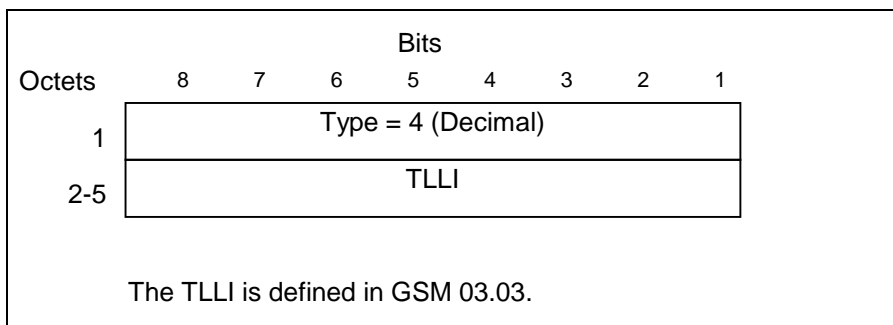 Bits
Octets 8 7 6 5 4 3 2 1
1 Type = 4 (Decimal)
2-5 TLLI
The TLLI is defined in GSM 03.03.